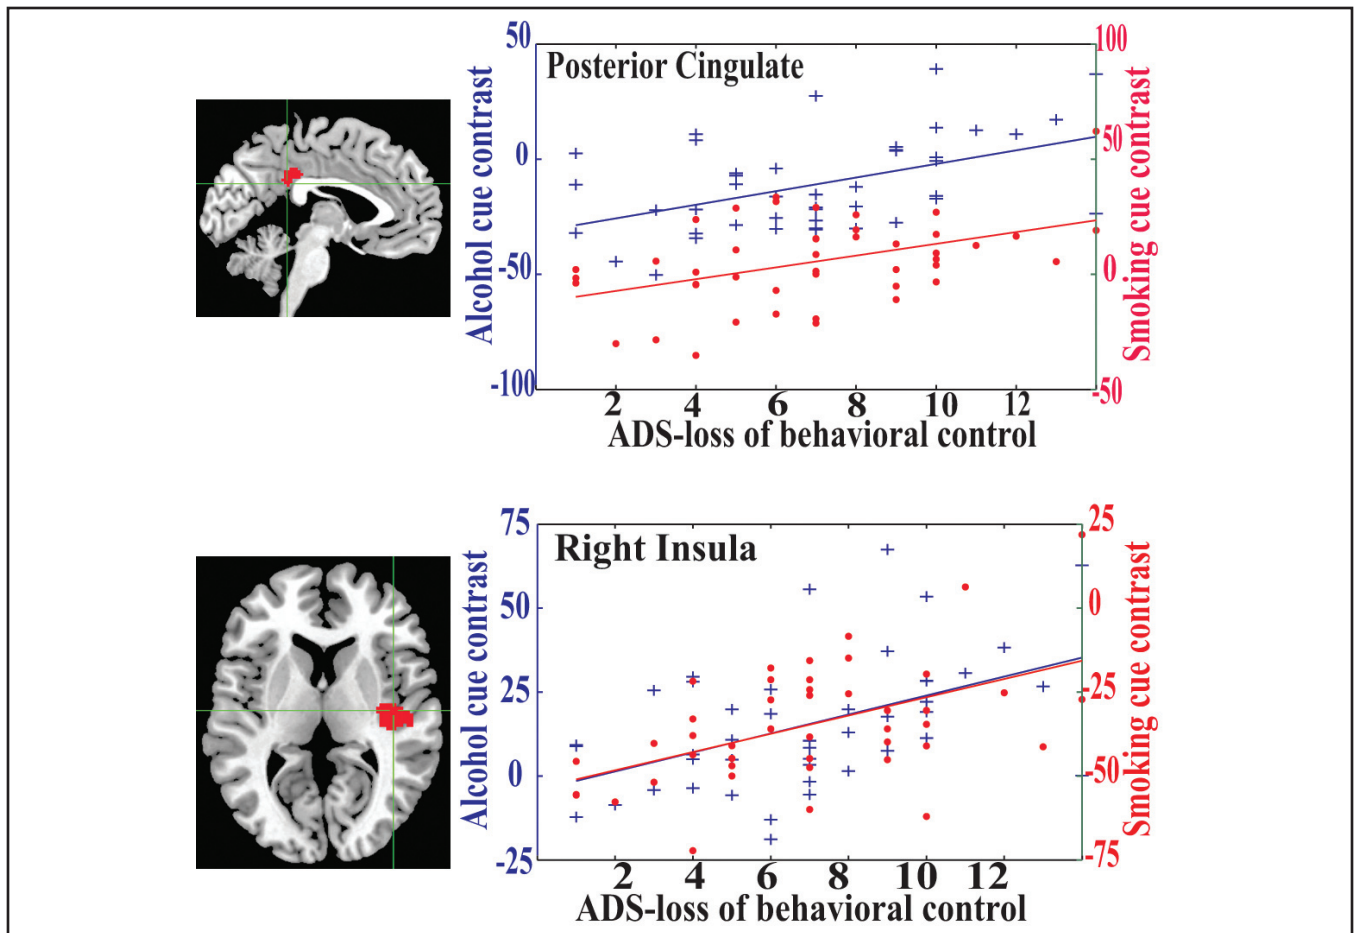 Posterior Cingulate
Alcohol cue contrast
50
0
-50
-100
Smoking cue contrast
100
50
0
-50
2 4 6 8 10 12
ADS-loss of behavioral control
Right Insula
Alcohol cue contrast
75
50
25
0
-25
Smoking cue contrast
25
0
-25
-50
-75
2 4 6 8 10 12
ADS-loss of behavioral control